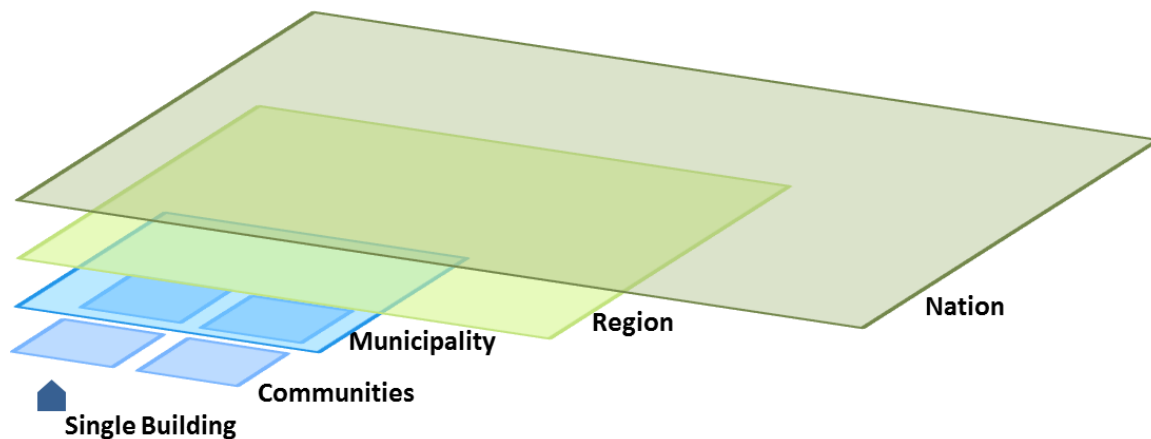 Nation
Region
Municipality
Communities
Single Building